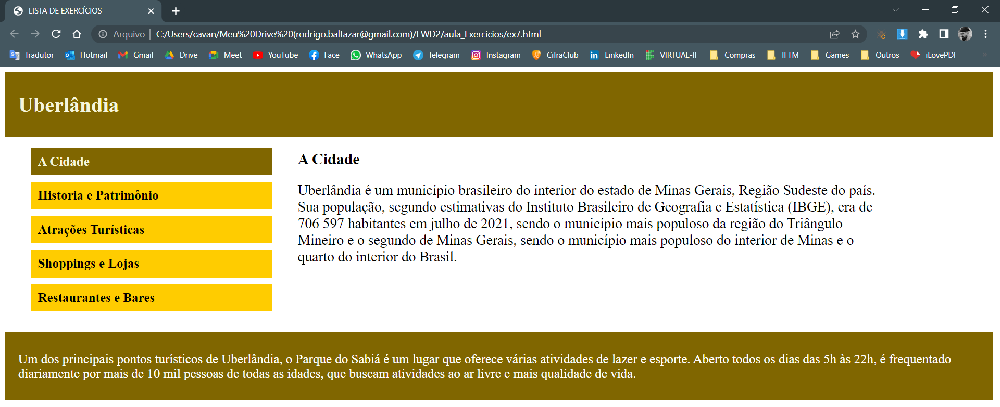 LISTA DE EXERCÍCIOS
Arquivo | C:/Users/cavan/Meu%20Drive%20(rodrigo.baltazar@gmail.com)/FWD2/aula_Exercicios/ex7.html
Tradutor Hotmail Gmail Drive Meet YouTube Face WhatsApp Telegram Instagram CifraClub LinkedIn VIRTUAL-IF Compras IFTM Games Outros iLovePDF
Uberlândia
A Cidade
Historia e Patrimônio
Atrações Turísticas
Shoppings e Lojas
Restaurantes e Bares
A Cidade
Uberlândia é um município brasileiro do interior do estado de Minas Gerais, Região Sudeste do país.
Sua população, segundo estimativas do Instituto Brasileiro de Geografia e Estatística (IBGE), era de
706 597 habitantes em julho de 2021, sendo o município mais populoso da região do Triângulo
Mineiro e o segundo de Minas Gerais, sendo o município mais populoso do interior de Minas e o
quarto do interior do Brasil.
Um dos principais pontos turísticos de Uberlândia, o Parque do Sabiá é um lugar que oferece várias atividades de lazer e esporte. Aberto todos os dias das 5h às 22h, é frequentado
diariamente por mais de 10 mil pessoas de todas as idades, que buscam atividades ao ar livre e mais qualidade de vida.